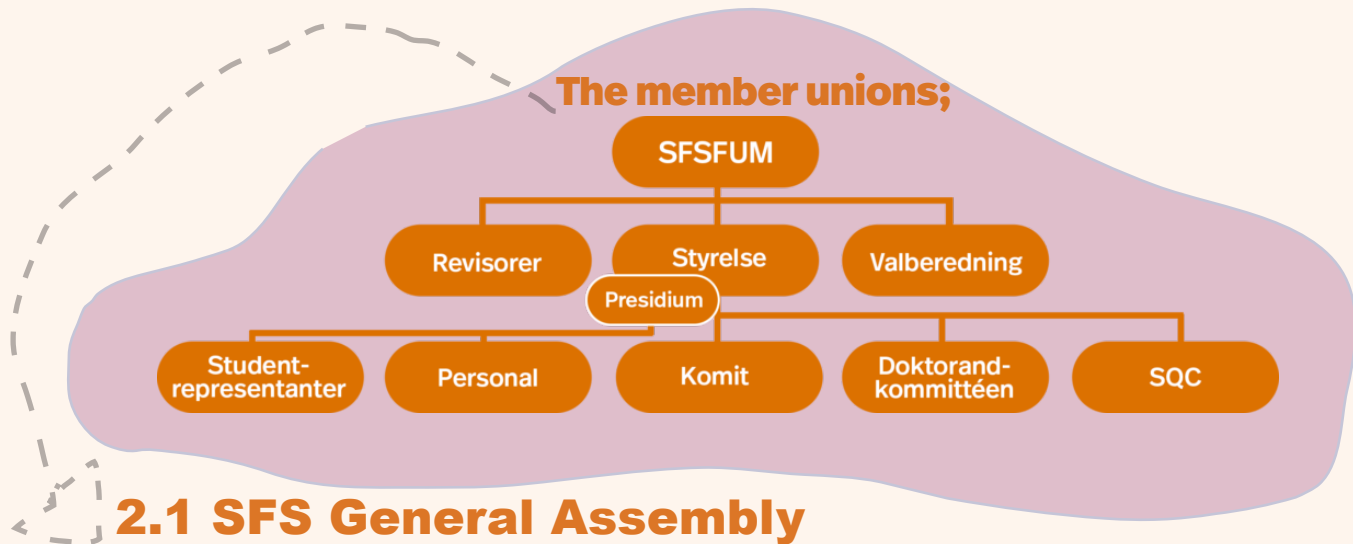 The member unions;
SFSFUM
Revisorer
Styrelse
Valberedning
Presidium
Student-
representanter
Personal
Komit
Doktorand-
kommittéen
SQC
2.1 SFS General Assembly